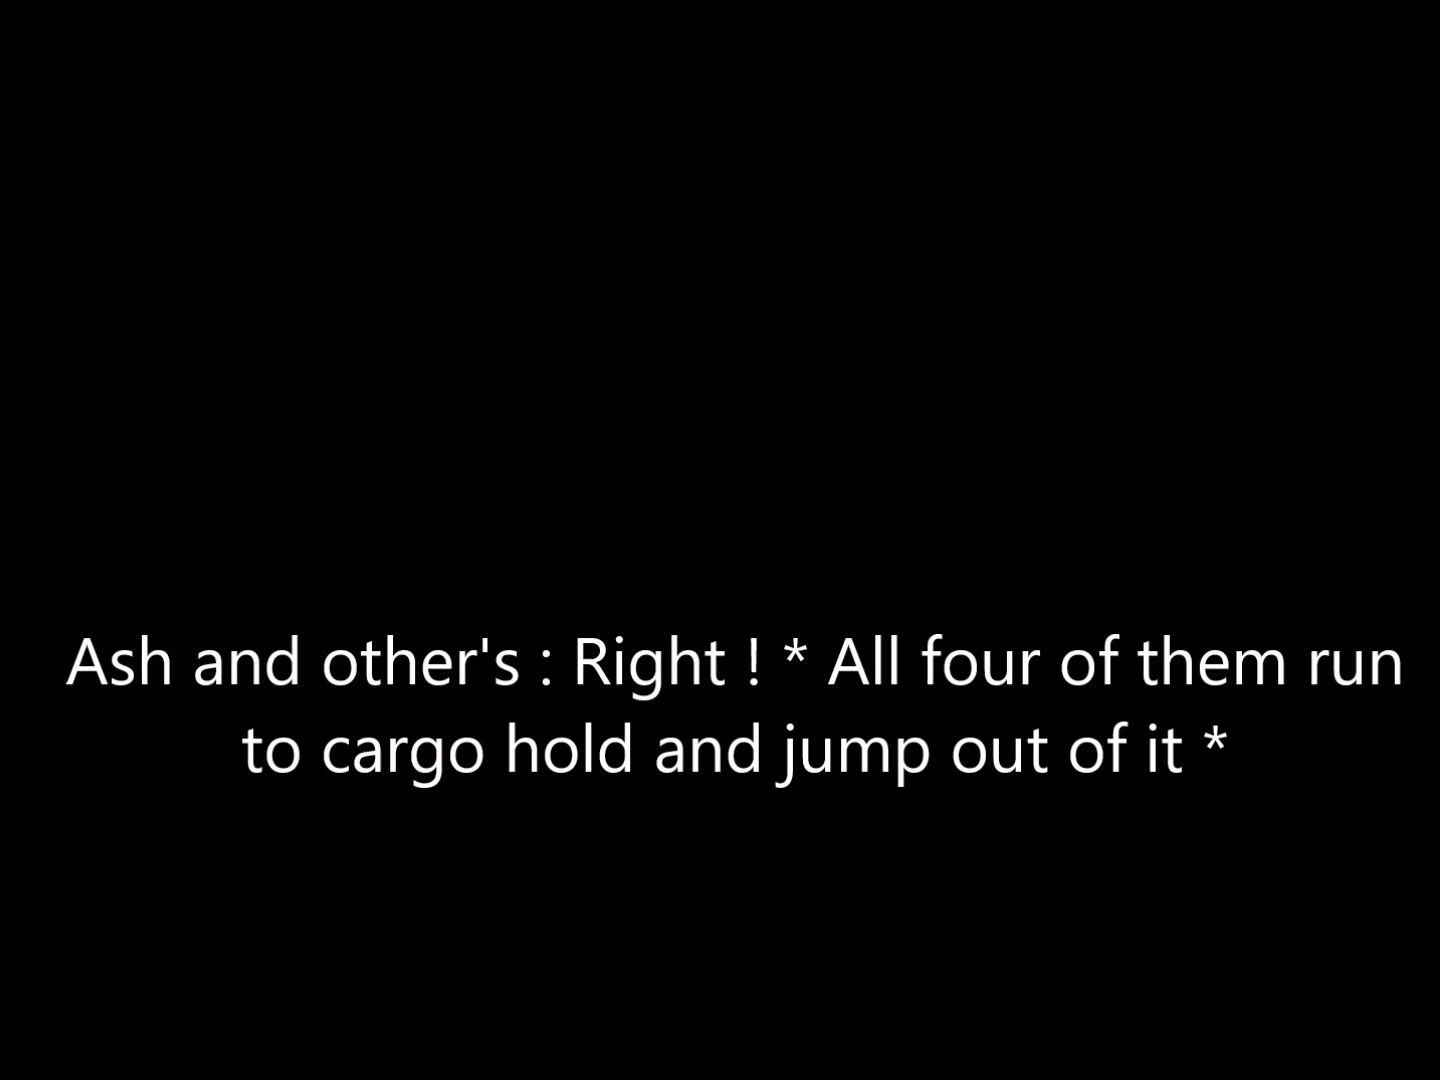 Ash and other's : Right ! * All four of them run
to cargo hold and jump out of it *